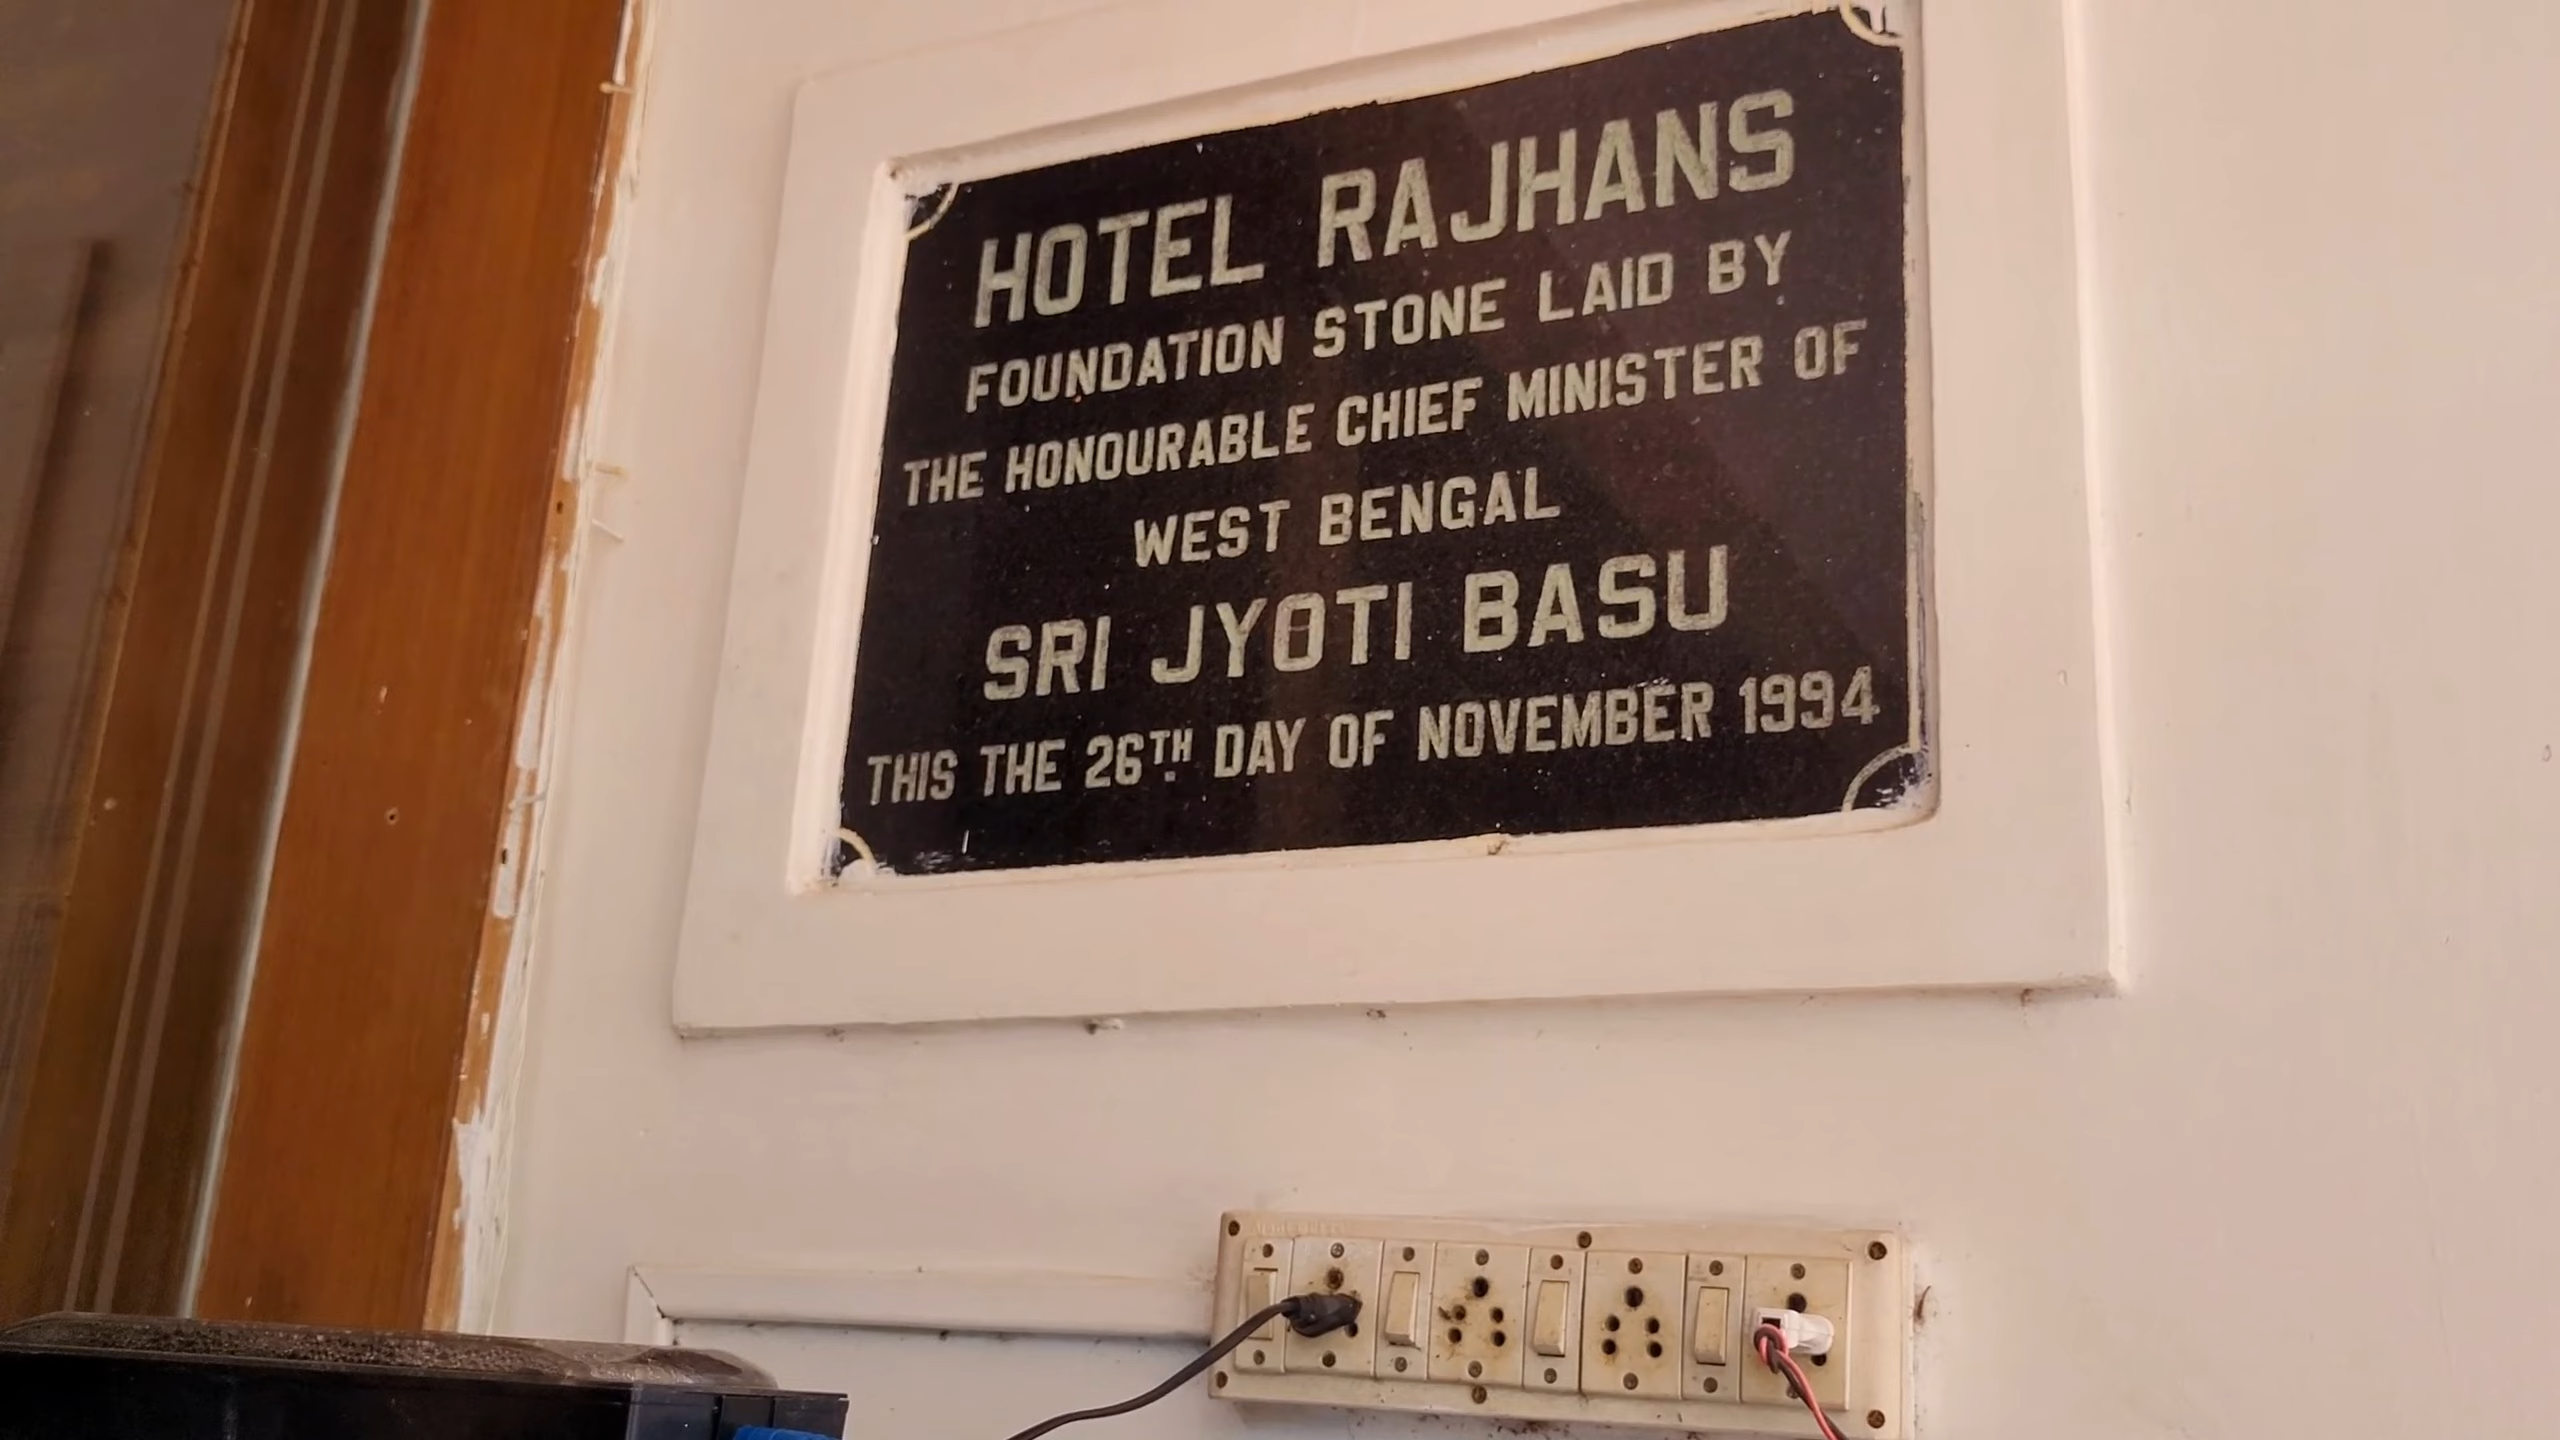 HOTEL RAJHANS
FOUNDATION STONE LAID BY
THE HONOURABLE CHIEF MINISTER OF
WEST BENGAL
SRI JYOTI BASU
THIS THE 26TH DAY OF NOVEMBER 1994